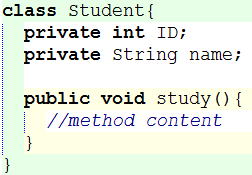 class Student{
private int ID;
private String name;
public void study(){
//method content
}
}